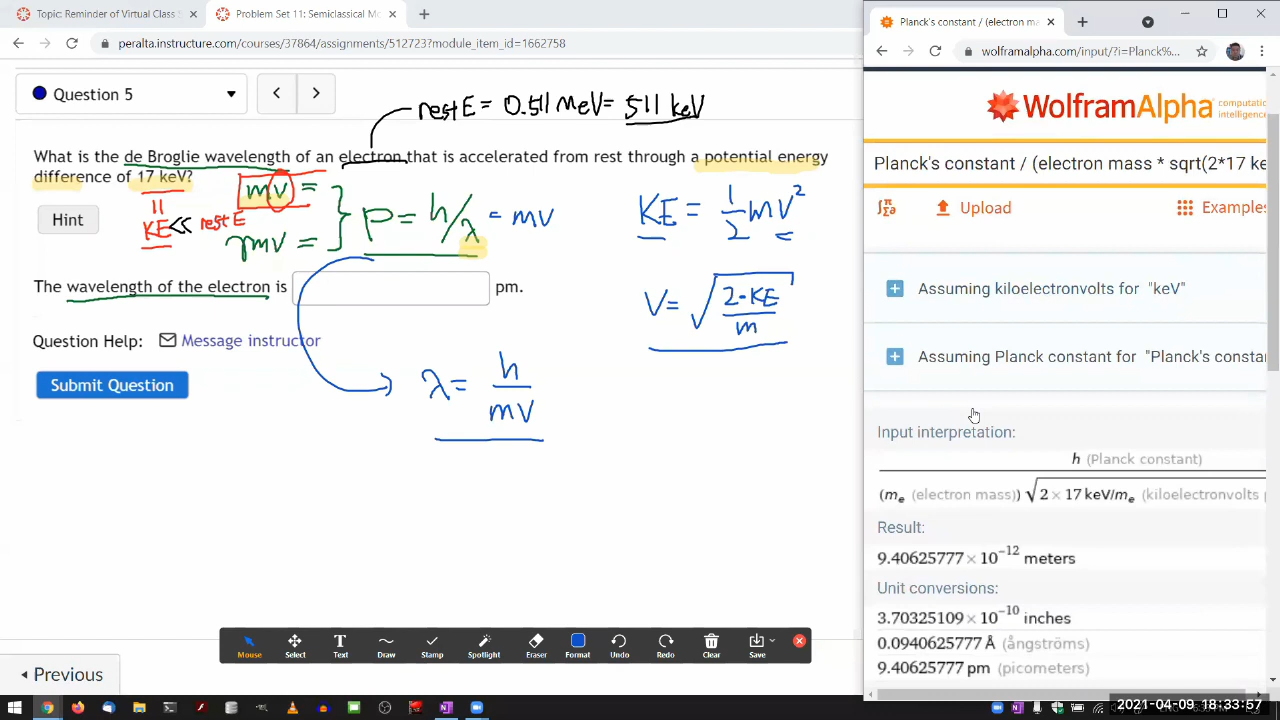 Topic: Reminder of Virtual Class
Problem Set 11: Semiclassical Mo
peralta.instructure.com/courses/37864/assignments/512723?module_item_id=1662758
Question 5
rest E = 0.511 MeV = 511 keV
What is the de Broglie wavelength of an electron that is accelerated from rest through a potential energy
difference of 17 keV?
Hint
KE << rest E
mv =
γmv =
p = h/λ = mv
KE = 1/2 mv²
v = √(2·KE/m)
The wavelength of the electron is
pm.
Question Help:
Message instructor
Submit Question
λ = h/mv
Mouse
Select
Text
Draw
Stamp
Spotlight
Eraser
Format
Undo
Redo
Clear
Save
Previous
Planck's constant / (electron ma
wolframalpha.com/input/?i=Planck%...
WolframAlpha
computation
intelligence
Planck's constant / (electron mass * sqrt(2*17 ke
Upload
Examples
Assuming kiloelectronvolts for "keV"
Assuming Planck constant for "Planck's consta
Input interpretation:
h (Planck constant)
(mₑ (electron mass)) √2 × 17 keV/mₑ (kiloelectronvolts p
Result:
9.40625777 × 10⁻¹² meters
Unit conversions:
3.70325109 × 10⁻¹⁰ inches
0.0940625777 Å (ångströms)
9.40625777 pm (picometers)
2021-04-09 18:33:57